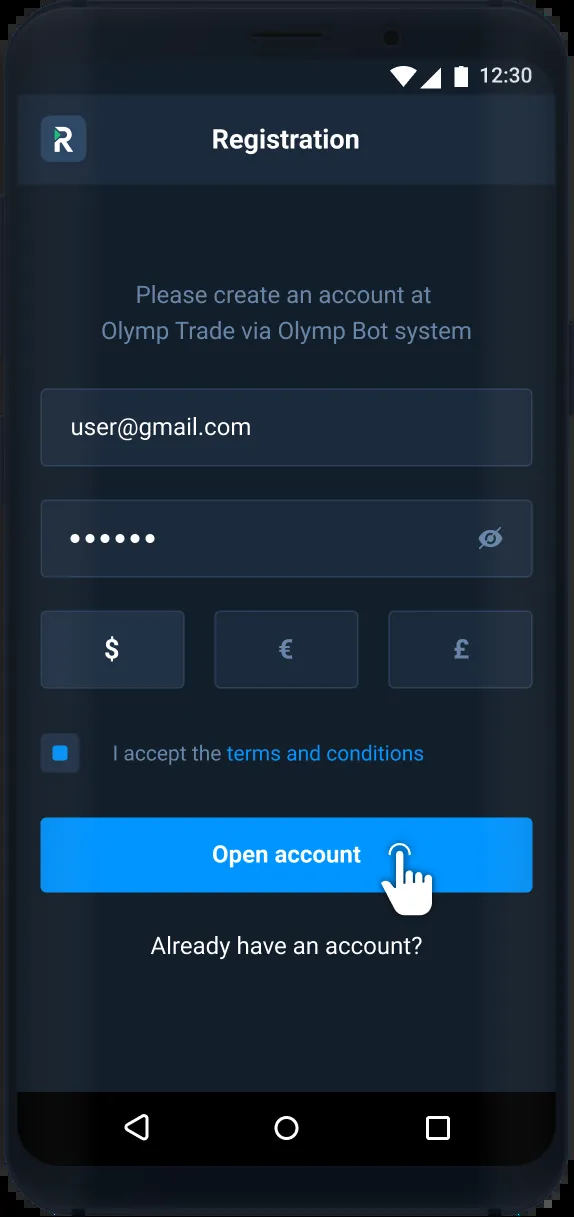 12:30
R
Registration
Please create an account at
Olymp Trade via Olymp Bot system
user@gmail.com
••••••
$ € £
I accept the terms and conditions
Open account
Already have an account?